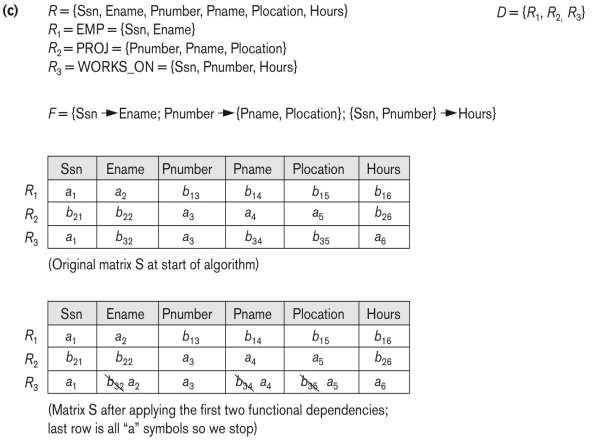 (c) R = {Ssn, Ename, Pnumber, Pname, Plocation, Hours} D = {R₁, R₂, R₃}
R₁ = EMP = {Ssn, Ename}
R₂ = PROJ = {Pnumber, Pname, Plocation}
R₃ = WORKS_ON = {Ssn, Pnumber, Hours}
F = {Ssn → Ename; Pnumber → {Pname, Plocation}; {Ssn, Pnumber} → Hours}
Ssn Ename Pnumber Pname Plocation Hours
R₁ a₁ a₂ b₁₃ b₁₄ b₁₅ b₁₆
R₂ b₂₁ b₂₂ a₃ a₄ a₅ b₂₆
R₃ a₁ b₃₂ a₃ b₃₄ b₃₅ a₆
(Original matrix S at start of algorithm)
Ssn Ename Pnumber Pname Plocation Hours
R₁ a₁ a₂ b₁₃ b₁₄ b₁₅ b₁₆
R₂ b₂₁ b₂₂ a₃ a₄ a₅ b₂₆
R₃ a₁ b₃₂ a₂ a₃ b₃₄ a₄ b₃₅ a₅ a₆
(Matrix S after applying the first two functional dependencies;
last row is all “a” symbols so we stop)